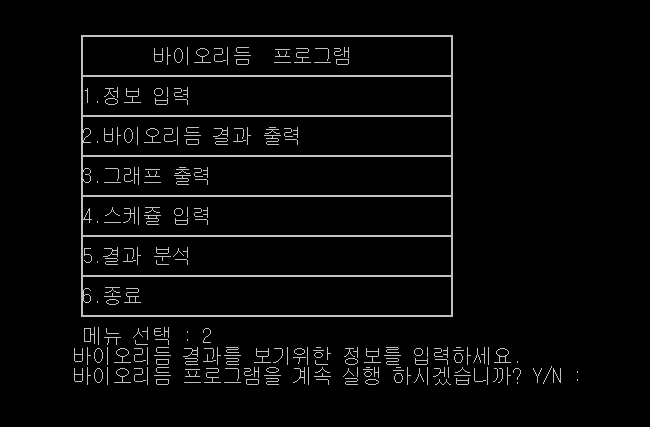 바이오리듬 프로그램
1.정보 입력
2.바이오리듬 결과 출력
3.그래프 출력
4.스케쥴 입력
5.결과 분석
6.종료
메뉴 선택 : 2
바이오리듬 결과를 보기위한 정보를 입력하세요.
바이오리듬 프로그램을 계속 실행 하시겠습니까? Y/N :